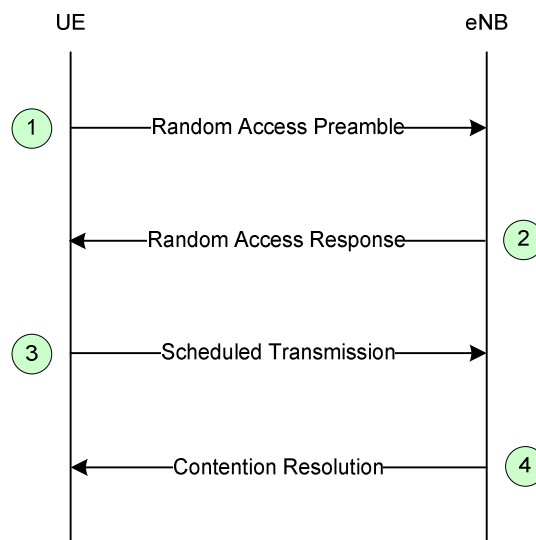 UE
eNB
1
Random Access Preamble
Random Access Response
2
3
Scheduled Transmission
Contention Resolution
4